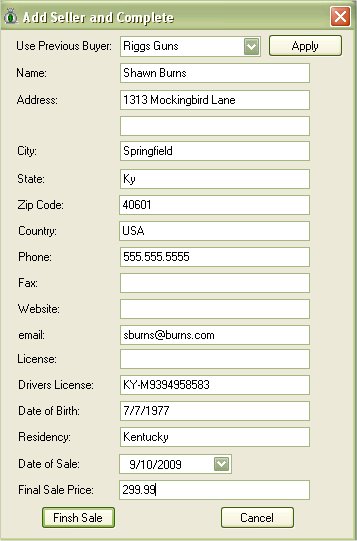 Add Seller and Complete
Use Previous Buyer: Riggs Guns Apply
Name: Shawn Burns
Address: 1313 Mockingbird Lane
City: Springfield
State: Ky
Zip Code: 40601
Country: USA
Phone: 555.555.5555
Fax:
Website:
email: sburns@burns.com
License:
Drivers License: KY-M9394958583
Date of Birth: 7/7/1977
Residency: Kentucky
Date of Sale: 9/10/2009
Final Sale Price: 299.99
Finsh Sale Cancel